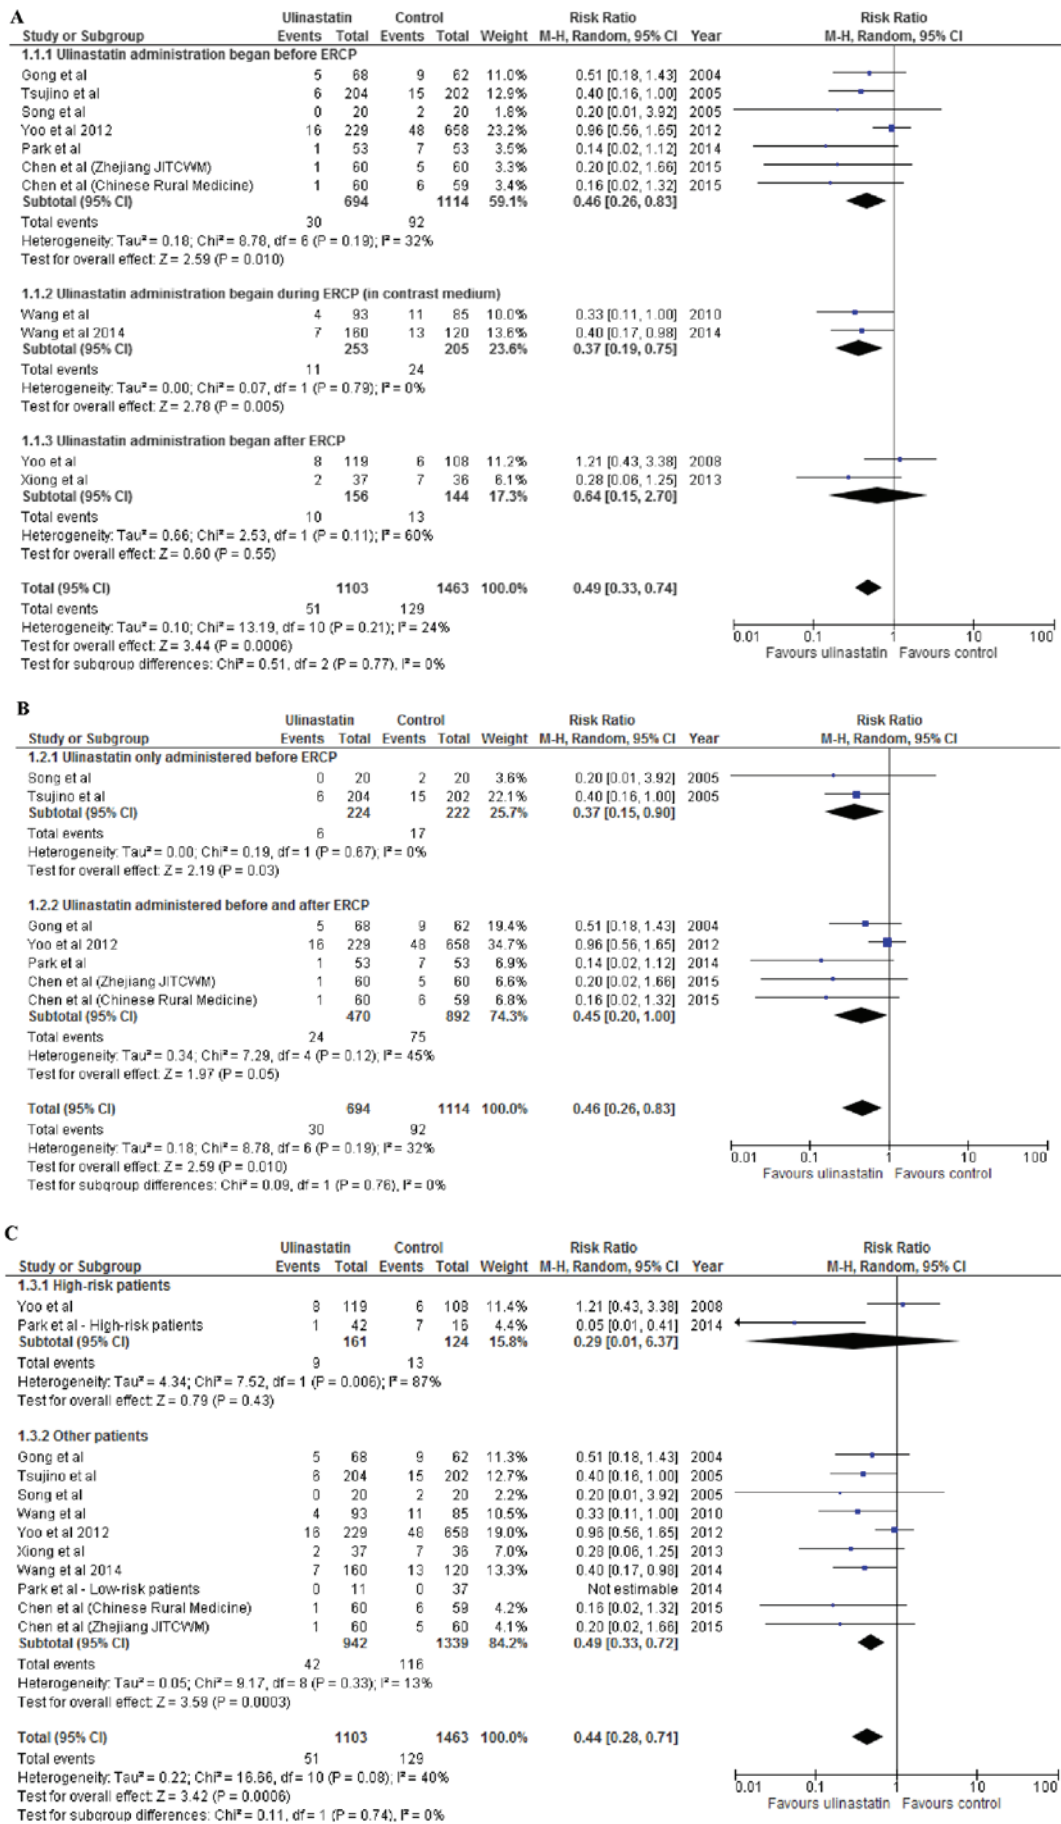 A
Ulinastatin Control Risk Ratio Risk Ratio
Study or Subgroup Events Total Events Total Weight M-H, Random, 95% CI Year M-H, Random, 95% CI
1.1.1 Ulinastatin administration began before ERCP
Gong et al 5 68 9 62 11.0% 0.51 [0.18, 1.43] 2004
Tsujino et al 6 204 15 202 12.9% 0.40 [0.16, 1.00] 2005
Song et al 0 20 2 20 1.8% 0.20 [0.01, 3.92] 2005
Yoo et al 2012 16 229 48 658 23.2% 0.96 [0.56, 1.65] 2012
Park et al 1 53 7 53 3.5% 0.14 [0.02, 1.12] 2014
Chen et al (Zhejiang JITCWM) 1 60 5 60 3.3% 0.20 [0.02, 1.66] 2015
Chen et al (Chinese Rural Medicine) 1 60 6 59 3.4% 0.16 [0.02, 1.32] 2015
Subtotal (95% CI) 694 1114 59.1% 0.46 [0.26, 0.83]
Total events 30 92
Heterogeneity: Tau² = 0.18; Chi² = 8.78, df = 6 (P = 0.19); I² = 32%
Test for overall effect: Z = 2.59 (P = 0.010)
1.1.2 Ulinastatin administration begain during ERCP (in contrast medium)
Wang et al 4 93 11 85 10.0% 0.33 [0.11, 1.00] 2010
Wang et al 2014 7 160 13 120 13.6% 0.40 [0.17, 0.98] 2014
Subtotal (95% CI) 253 205 23.6% 0.37 [0.19, 0.75]
Total events 11 24
Heterogeneity: Tau² = 0.00; Chi² = 0.07, df = 1 (P = 0.79); I² = 0%
Test for overall effect: Z = 2.78 (P = 0.005)
1.1.3 Ulinastatin administration began after ERCP
Yoo et al 8 119 6 108 11.2% 1.21 [0.43, 3.38] 2008
Xiong et al 2 37 7 36 6.1% 0.28 [0.06, 1.25] 2013
Subtotal (95% CI) 156 144 17.3% 0.64 [0.15, 2.70]
Total events 10 13
Heterogeneity: Tau² = 0.66; Chi² = 2.53, df = 1 (P = 0.11); I² = 60%
Test for overall effect: Z = 0.60 (P = 0.55)
Total (95% CI) 1103 1463 100.0% 0.49 [0.33, 0.74]
Total events 51 129
Heterogeneity: Tau² = 0.10; Chi² = 13.19, df = 10 (P = 0.21); I² = 24%
Test for overall effect: Z = 3.44 (P = 0.0006)
Test for subgroup differences: Chi² = 0.51, df = 2 (P = 0.77), I² = 0%
0.01 0.1 1 10 100
Favours ulinastatin Favours control
B
Ulinastatin Control Risk Ratio Risk Ratio
Study or Subgroup Events Total Events Total Weight M-H, Random, 95% CI Year M-H, Random, 95% CI
1.2.1 Ulinastatin only administered before ERCP
Song et al 0 20 2 20 3.6% 0.20 [0.01, 3.92] 2005
Tsujino et al 6 204 15 202 22.1% 0.40 [0.16, 1.00] 2005
Subtotal (95% CI) 224 222 25.7% 0.37 [0.15, 0.90]
Total events 6 17
Heterogeneity: Tau² = 0.00; Chi² = 0.19, df = 1 (P = 0.67); I² = 0%
Test for overall effect: Z = 2.19 (P = 0.03)
1.2.2 Ulinastatin administered before and after ERCP
Gong et al 5 68 9 62 19.4% 0.51 [0.18, 1.43] 2004
Yoo et al 2012 16 229 48 658 34.7% 0.96 [0.56, 1.65] 2012
Park et al 1 53 7 53 6.9% 0.14 [0.02, 1.12] 2014
Chen et al (Zhejiang JITCWM) 1 60 5 60 6.6% 0.20 [0.02, 1.66] 2015
Chen et al (Chinese Rural Medicine) 1 60 6 59 6.8% 0.16 [0.02, 1.32] 2015
Subtotal (95% CI) 470 892 74.3% 0.45 [0.20, 1.00]
Total events 24 75
Heterogeneity: Tau² = 0.34; Chi² = 7.29, df = 4 (P = 0.12); I² = 45%
Test for overall effect: Z = 1.97 (P = 0.05)
Total (95% CI) 694 1114 100.0% 0.46 [0.26, 0.83]
Total events 30 92
Heterogeneity: Tau² = 0.18; Chi² = 8.78, df = 6 (P = 0.19); I² = 32%
Test for overall effect: Z = 2.59 (P = 0.010)
Test for subgroup differences: Chi² = 0.09, df = 1 (P = 0.76), I² = 0%
0.01 0.1 1 10 100
Favours ulinastatin Favours control
C
Ulinastatin Control Risk Ratio Risk Ratio
Study or Subgroup Events Total Events Total Weight M-H, Random, 95% CI Year M-H, Random, 95% CI
1.3.1 High-risk patients
Yoo et al 8 119 6 108 11.4% 1.21 [0.43, 3.38] 2008
Park et al - High-risk patients 1 42 7 16 4.4% 0.05 [0.01, 0.41] 2014
Subtotal (95% CI) 161 124 15.8% 0.29 [0.01, 6.37]
Total events 9 13
Heterogeneity: Tau² = 4.34; Chi² = 7.52, df = 1 (P = 0.006); I² = 87%
Test for overall effect: Z = 0.79 (P = 0.43)
1.3.2 Other patients
Gong et al 5 68 9 62 11.3% 0.51 [0.18, 1.43] 2004
Tsujino et al 6 204 15 202 12.7% 0.40 [0.16, 1.00] 2005
Song et al 0 20 2 20 2.2% 0.20 [0.01, 3.92] 2005
Wang et al 4 93 11 85 10.5% 0.33 [0.11, 1.00] 2010
Yoo et al 2012 16 229 48 658 19.0% 0.96 [0.56, 1.65] 2012
Xiong et al 2 37 7 36 7.0% 0.28 [0.06, 1.25] 2013
Wang et al 2014 7 160 13 120 13.3% 0.40 [0.17, 0.98] 2014
Park et al - Low-risk patients 0 11 0 37 Not estimable 2014
Chen et al (Chinese Rural Medicine) 1 60 6 59 4.2% 0.16 [0.02, 1.32] 2015
Chen et al (Zhejiang JITCWM) 1 60 5 60 4.1% 0.20 [0.02, 1.66] 2015
Subtotal (95% CI) 942 1339 84.2% 0.49 [0.33, 0.72]
Total events 42 116
Heterogeneity: Tau² = 0.05; Chi² = 9.17, df = 8 (P = 0.33); I² = 13%
Test for overall effect: Z = 3.59 (P = 0.0003)
Total (95% CI) 1103 1463 100.0% 0.44 [0.28, 0.71]
Total events 51 129
Heterogeneity: Tau² = 0.22; Chi² = 16.66, df = 10 (P = 0.08); I² = 40%
Test for overall effect: Z = 3.42 (P = 0.0006)
Test for subgroup differences: Chi² = 0.11, df = 1 (P = 0.74), I² = 0%
0.01 0.1 1 10 100
Favours ulinastatin Favours control